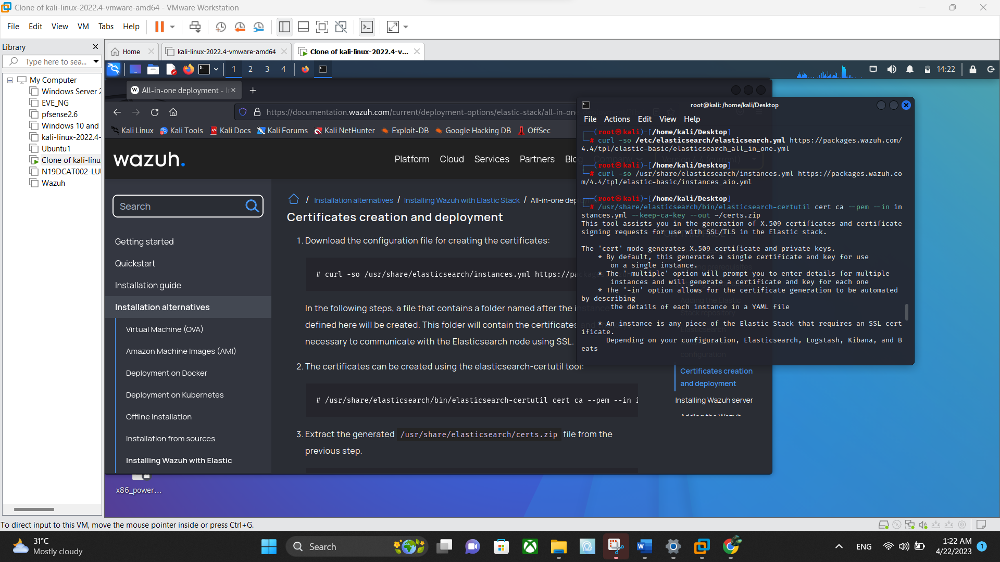 Clone of kali-linux-2022.4-vmware-amd64 - VMware Workstation
File Edit View VM Tabs Help
Library
Type here to sea...
My Computer
Windows Server 2
EVE_NG
pfsense2.6
Windows 10 and
kali-linux-2022.4-
Ubuntu1
Clone of kali-linu
N19DCAT002-LU
Wazuh
Home
kali-linux-2022.4-vmware-amd64
Clone of kali-linux-2022.4-v...
1 2 3 4
14:22
All-in-one deployment -
https://documentation.wazuh.com/current/deployment-options/elastic-stack/all-in-one
Kali Linux Kali Tools Kali Docs Kali Forums Kali NetHunter Exploit-DB Google Hacking DB OffSec
wazuh.
Platform Cloud Services Partners Blog Company
Version 4.4 (current)
Search
Getting started
Quickstart
Installation guide
Installation alternatives
Virtual Machine (OVA)
Amazon Machine Images (AMI)
Deployment on Docker
Deployment on Kubernetes
Offline installation
Installation from sources
Installing Wazuh with Elastic
/ Installation alternatives / Installing Wazuh with Elastic Stack / All-in-one dep
Certificates creation and deployment
1. Download the configuration file for creating the certificates:
# curl -so /usr/share/elasticsearch/instances.yml https://pac
In the following steps, a file that contains a folder named after the instance
defined here will be created. This folder will contain the certificates
necessary to communicate with the Elasticsearch node using SSL.
2. The certificates can be created using the elasticsearch-certutil tool:
# /usr/share/elasticsearch/bin/elasticsearch-certutil cert ca --pem --in i
3. Extract the generated /usr/share/elasticsearch/certs.zip file from the
previous step.
configuration
Certificates creation
and deployment
Installing Wazuh server
Adding the Wazuh
root@kali: /home/kali/Desktop
File Actions Edit View Help
┌──(root㉿kali)-[/home/kali/Desktop]
└─# curl -so /etc/elasticsearch/elasticsearch.yml https://packages.wazuh.com/
4.4/tpl/elastic-basic/elasticsearch_all_in_one.yml
┌──(root㉿kali)-[/home/kali/Desktop]
└─# curl -so /usr/share/elasticsearch/instances.yml https://packages.wazuh.co
m/4.4/tpl/elastic-basic/instances_aio.yml
┌──(root㉿kali)-[/home/kali/Desktop]
└─# /usr/share/elasticsearch/bin/elasticsearch-certutil cert ca --pem --in in
stances.yml --keep-ca-key --out ~/certs.zip
This tool assists you in the generation of X.509 certificates and certificate
signing requests for use with SSL/TLS in the Elastic stack.
The 'cert' mode generates X.509 certificate and private keys.
* By default, this generates a single certificate and key for use
on a single instance.
* The '-multiple' option will prompt you to enter details for multiple
instances and will generate a certificate and key for each one
* The '-in' option allows for the certificate generation to be automated
by describing
the details of each instance in a YAML file
* An instance is any piece of the Elastic Stack that requires an SSL cert
ificate.
Depending on your configuration, Elasticsearch, Logstash, Kibana, and B
eats
x86_power...
To direct input to this VM, move the mouse pointer inside or press Ctrl+G.
31°C
Mostly cloudy
Search
ENG
1:22 AM
4/22/2023
1